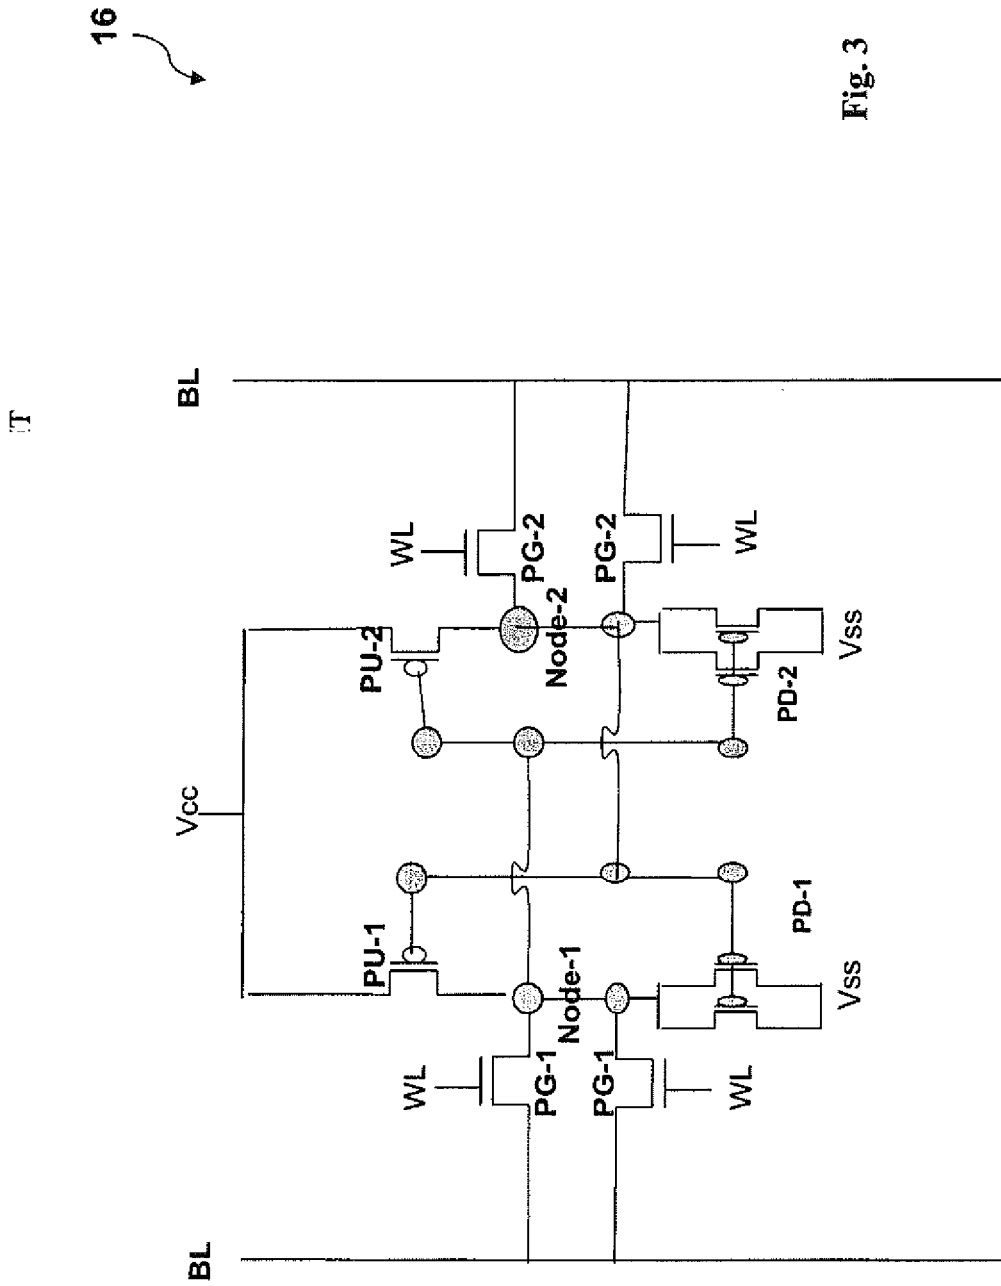 16
Vcc
BL
BL
PU-1
PU-2
WL
WL
PG-1
Node-1
Node-2
PG-2
PG-1
PG-2
WL
WL
PD-1
PD-2
Vss
Vss
Fig. 3